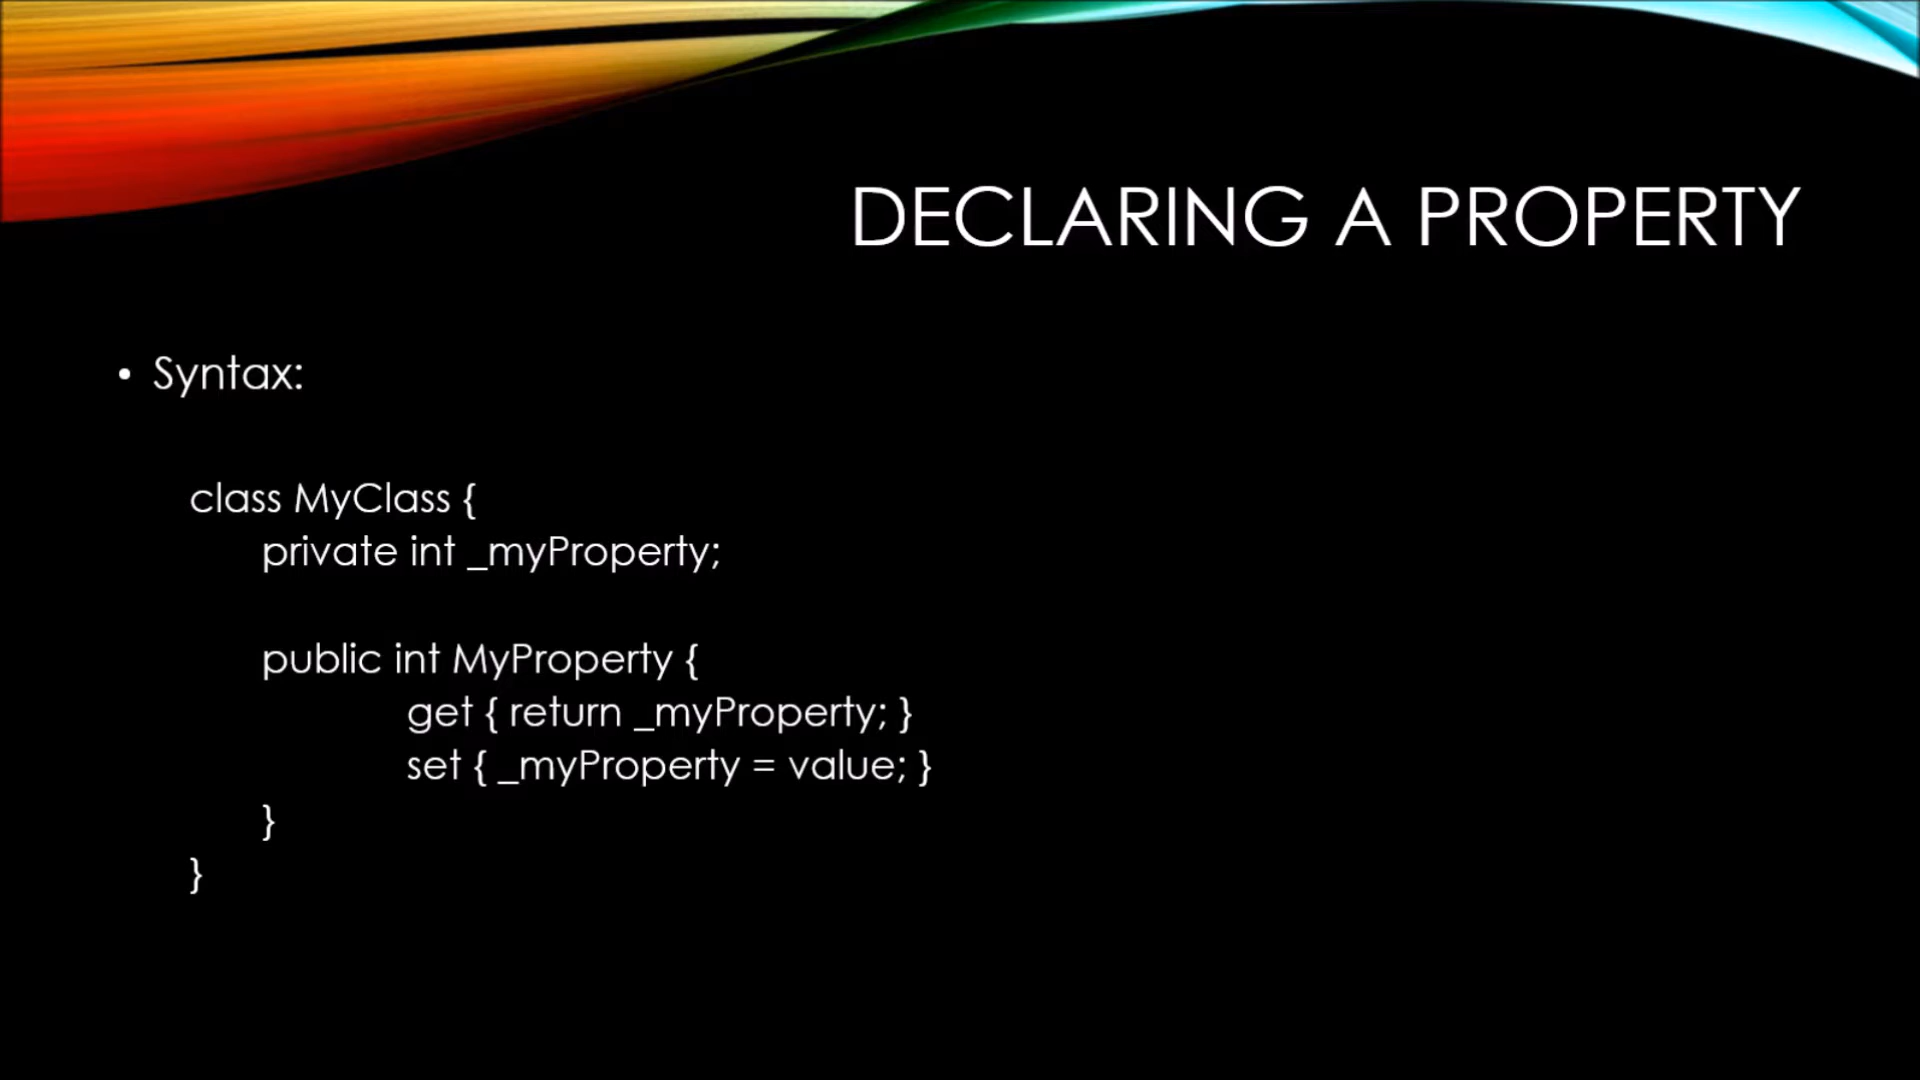 DECLARING A PROPERTY
• Syntax:
class MyClass {
private int _myProperty;
public int MyProperty {
get { return _myProperty; }
set { _myProperty = value; }
}
}